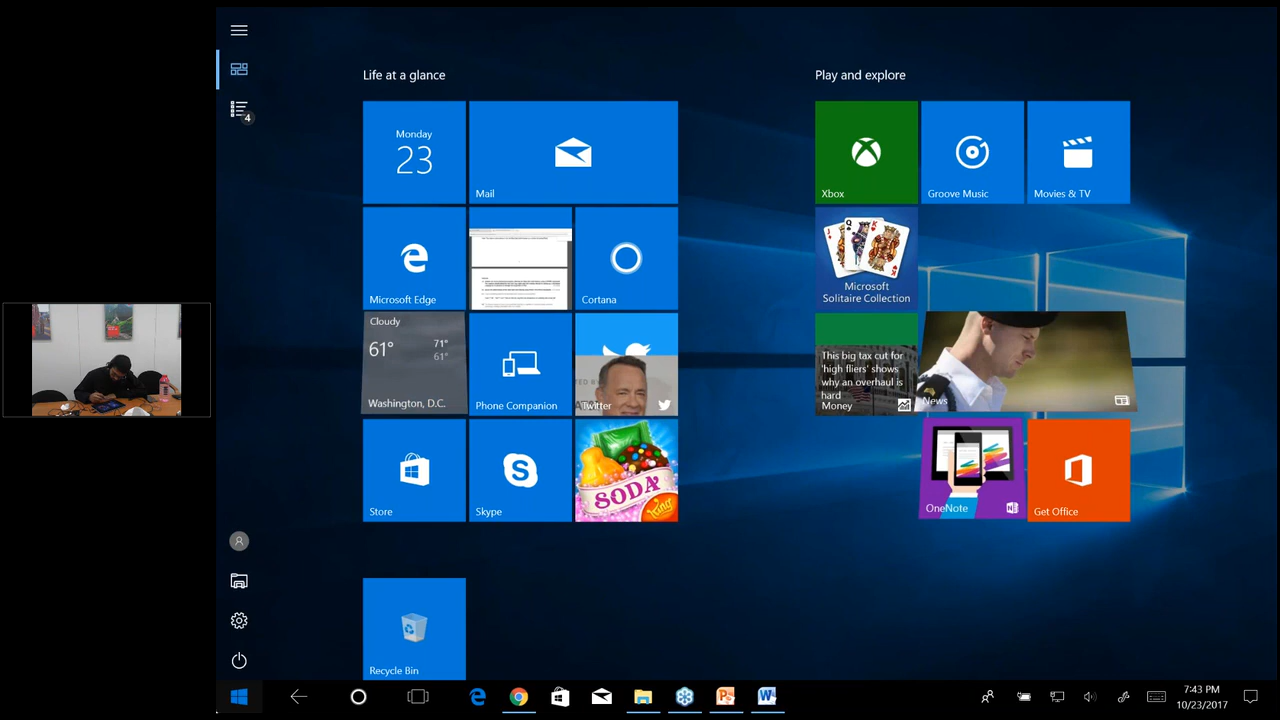 4
Life at a glance
Monday
23
Mail
Microsoft Edge
Cortana
Cloudy
61° 71°
61°
Washington, D.C.
Phone Companion
Twitter
Store
Skype
SODA
King
Recycle Bin
Play and explore
Xbox
Groove Music
Movies & TV
J Q K
Microsoft
Solitaire Collection
This big tax cut for
'high fliers' shows
why an overhaul is
hard
Money
News
OneNote
Get Office
7:43 PM
10/23/2017